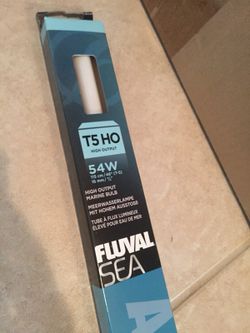 T5 HO
HIGH OUTPUT
54W
HIGH OUTPUT
MARINE BULB
MEERWASSERLAMPE
MIT HOHEM AUSSTOSS
TUBE À FLUX LUMINEUX
ÉLEVÉ POUR EAU DE MER
FLUVAL
SEA
A